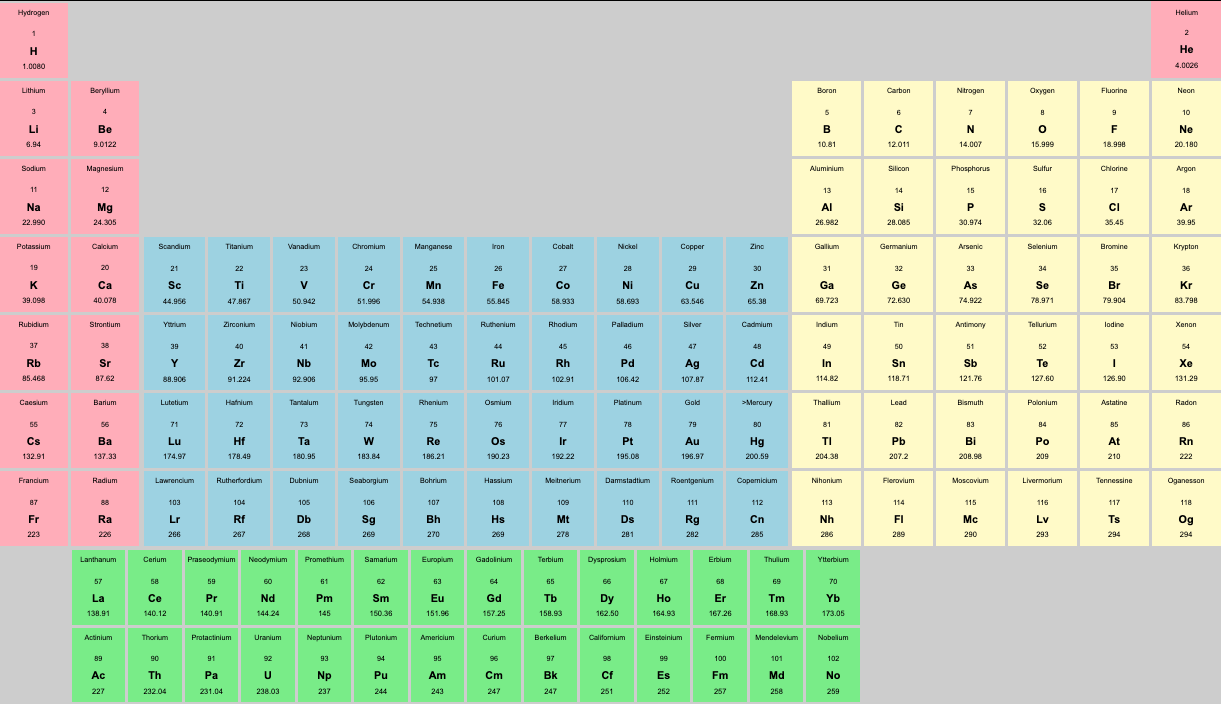 Hydrogen Helium
1 2
H He
1.0080 4.0026
Lithium Beryllium Boron Carbon Nitrogen Oxygen Fluorine Neon
3 4 5 6 7 8 9 10
Li Be B C N O F Ne
6.94 9.0122 10.81 12.011 14.007 15.999 18.998 20.180
Sodium Magnesium Aluminium Silicon Phosphorus Sulfur Chlorine Argon
11 12 13 14 15 16 17 18
Na Mg Al Si P S Cl Ar
22.990 24.305 26.982 28.085 30.974 32.06 35.45 39.95
Potassium Calcium Scandium Titanium Vanadium Chromium Manganese Iron Cobalt Nickel Copper Zinc Gallium Germanium Arsenic Selenium Bromine Krypton
19 20 21 22 23 24 25 26 27 28 29 30 31 32 33 34 35 36
K Ca Sc Ti V Cr Mn Fe Co Ni Cu Zn Ga Ge As Se Br Kr
39.098 40.078 44.956 47.867 50.942 51.996 54.938 55.845 58.933 58.693 63.546 65.38 69.723 72.630 74.922 78.971 79.904 83.798
Rubidium Strontium Yttrium Zirconium Niobium Molybdenum Technetium Ruthenium Rhodium Palladium Silver Cadmium Indium Tin Antimony Tellurium Iodine Xenon
37 38 39 40 41 42 43 44 45 46 47 48 49 50 51 52 53 54
Rb Sr Y Zr Nb Mo Tc Ru Rh Pd Ag Cd In Sn Sb Te I Xe
85.468 87.62 88.906 91.224 92.906 95.95 97 101.07 102.91 106.42 107.87 112.41 114.82 118.71 121.76 127.60 126.90 131.29
Caesium Barium Lutetium Hafnium Tantalum Tungsten Rhenium Osmium Iridium Platinum Gold >Mercury Thallium Lead Bismuth Polonium Astatine Radon
55 56 71 72 73 74 75 76 77 78 79 80 81 82 83 84 85 86
Cs Ba Lu Hf Ta W Re Os Ir Pt Au Hg Tl Pb Bi Po At Rn
132.91 137.33 174.97 178.49 180.95 183.84 186.21 190.23 192.22 195.08 196.97 200.59 204.38 207.2 208.98 209 210 222
Francium Radium Lawrencium Rutherfordium Dubnium Seaborgium Bohrium Hassium Meitnerium Darmstadtium Roentgenium Copernicium Nihonium Flerovium Moscovium Livermorium Tennessine Oganesson
87 88 103 104 105 106 107 108 109 110 111 112 113 114 115 116 117 118
Fr Ra Lr Rf Db Sg Bh Hs Mt Ds Rg Cn Nh Fl Mc Lv Ts Og
223 226 266 267 268 269 270 269 278 281 282 285 286 289 290 293 294 294
Lanthanum Cerium Praseodymium Neodymium Promethium Samarium Europium Gadolinium Terbium Dysprosium Holmium Erbium Thulium Ytterbium
57 58 59 60 61 62 63 64 65 66 67 68 69 70
La Ce Pr Nd Pm Sm Eu Gd Tb Dy Ho Er Tm Yb
138.91 140.12 140.91 144.24 145 150.36 151.96 157.25 158.93 162.50 164.93 167.26 168.93 173.05
Actinium Thorium Protactinium Uranium Neptunium Plutonium Americium Curium Berkelium Californium Einsteinium Fermium Mendelevium Nobelium
89 90 91 92 93 94 95 96 97 98 99 100 101 102
Ac Th Pa U Np Pu Am Cm Bk Cf Es Fm Md No
227 232.04 231.04 238.03 237 244 243 247 247 251 252 257 258 259